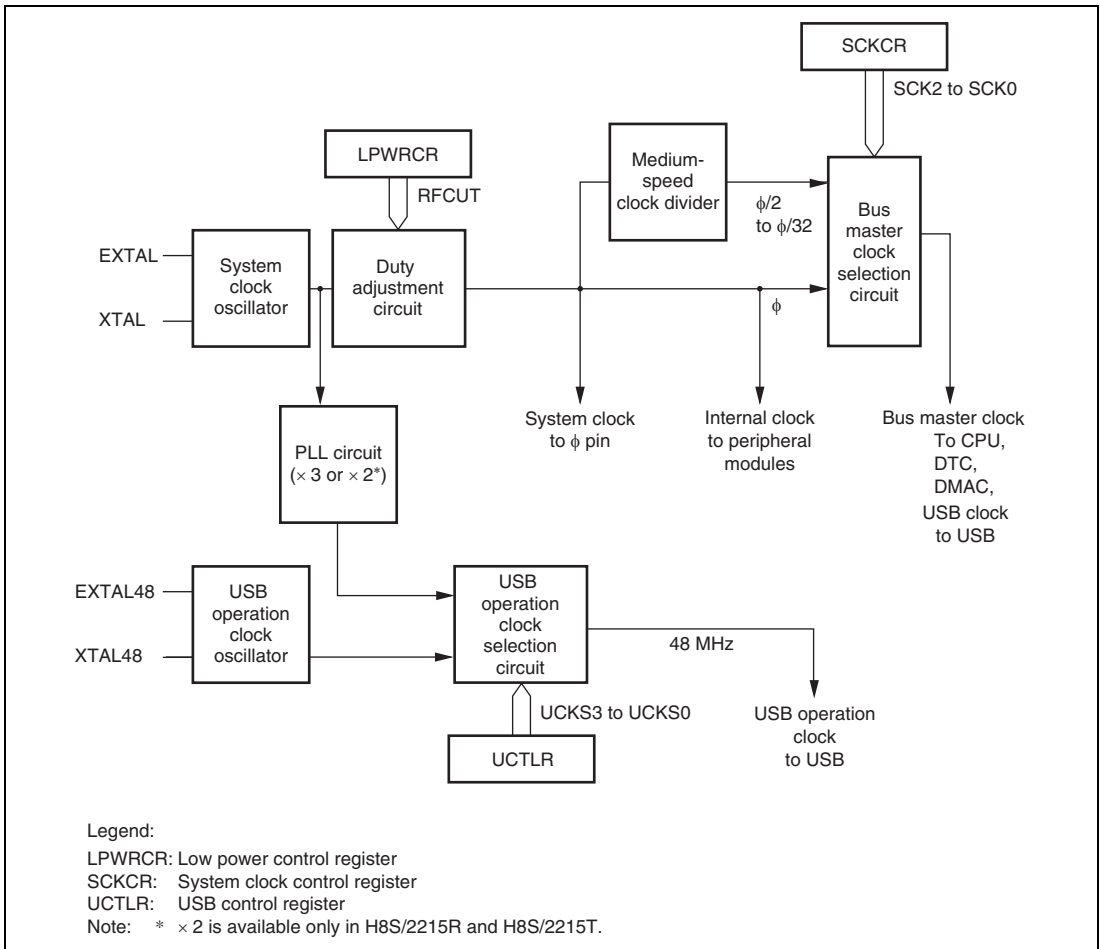 SCKCR
SCK2 to SCK0
LPWRCR
RFCUT
Medium-
speed
clock divider
ϕ/2
to ϕ/32
Bus
master
clock
selection
circuit
EXTAL
XTAL
System
clock
oscillator
Duty
adjustment
circuit
ϕ
System clock
to ϕ pin
Internal clock
to peripheral
modules
Bus master clock
To CPU,
DTC,
DMAC,
USB clock
to USB
PLL circuit
(× 3 or × 2*)
EXTAL48
XTAL48
USB
operation
clock
oscillator
USB
operation
clock
selection
circuit
48 MHz
UCKS3 to UCKS0
UCTLR
USB operation
clock
to USB
Legend:
LPWRCR: Low power control register
SCKCR: System clock control register
UCTLR: USB control register
Note: * × 2 is available only in H8S/2215R and H8S/2215T.